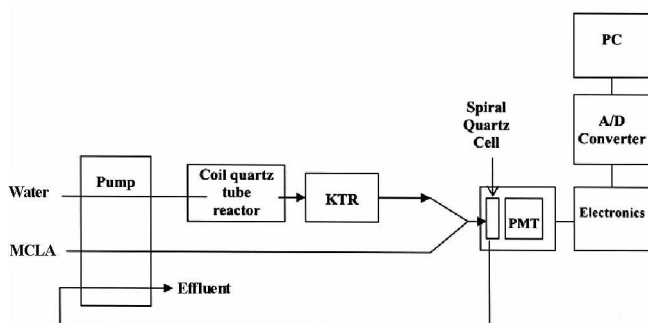 PC
A/D
Converter
Spiral
Quartz
Cell
Water
Pump
Coil quartz
tube
reactor
KTR
PMT
Electronics
MCLA
Effluent